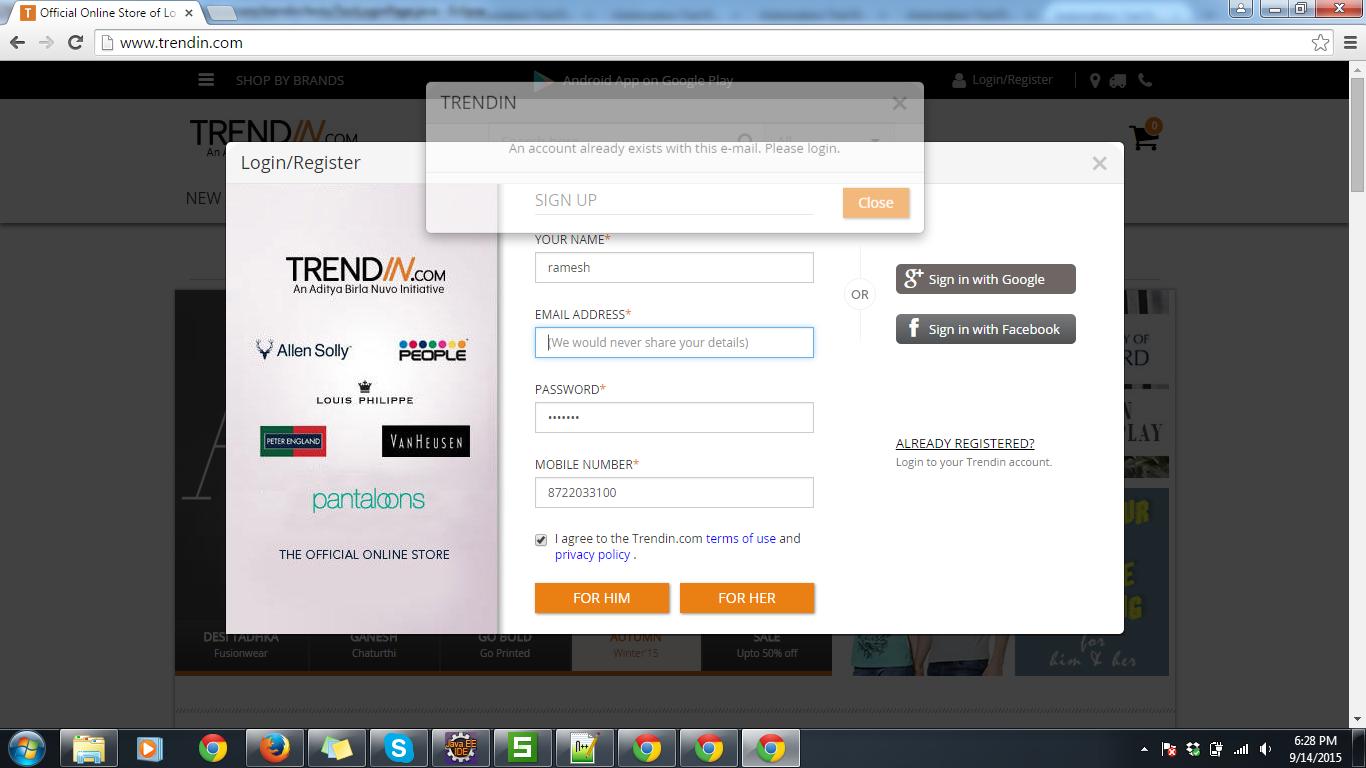 Official Online Store of Lo
www.trendin.com
SHOP BY BRANDS
Android App on Google Play
Login/Register
TRENDIN
TRENDIN.COM
0
An account already exists with this e-mail. Please login.
Close
Login/Register
NEW
TRENDIN.COM
An Aditya Birla Nuvo Initiative
Allen Solly
PEOPLE
LOUIS PHILIPPE
PETER ENGLAND
VAN HEUSEN
pantaloons
THE OFFICIAL ONLINE STORE
SIGN UP
YOUR NAME*
ramesh
EMAIL ADDRESS*
(We would never share your details)
PASSWORD*
•••••••
MOBILE NUMBER*
8722033100
I agree to the Trendin.com terms of use and
privacy policy .
FOR HIM
FOR HER
OR
g+ Sign in with Google
f Sign in with Facebook
ALREADY REGISTERED?
Login to your Trendin account.
DESI TADHKA
Fusionwear
GANESH
Chaturthi
GO BOLD
Go Printed
AUTUMN
Winter'15
SALE
Upto 50% off
for
him & her
Java EE
IDE
6:28 PM
9/14/2015